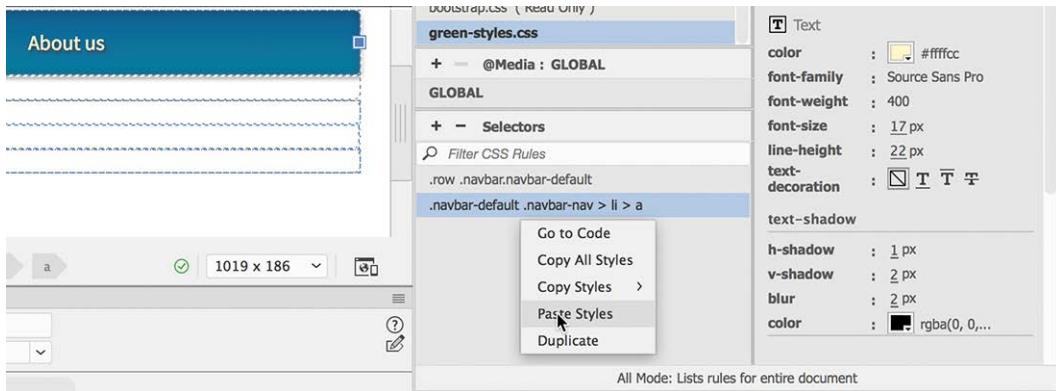 About us
a
1019 x 186
bootstrap.css ( Read Only )
green-styles.css
+ − @Media : GLOBAL
GLOBAL
+ − Selectors
Filter CSS Rules
.row .navbar.navbar-default
.navbar-default .navbar-nav > li > a
Go to Code
Copy All Styles
Copy Styles >
Paste Styles
Duplicate
T Text
color : #ffffcc
font-family : Source Sans Pro
font-weight : 400
font-size : 17 px
line-height : 22 px
text-
decoration : T T T
text-shadow
h-shadow : 1 px
v-shadow : 2 px
blur : 2 px
color : rgba(0, 0,...
All Mode: Lists rules for entire document